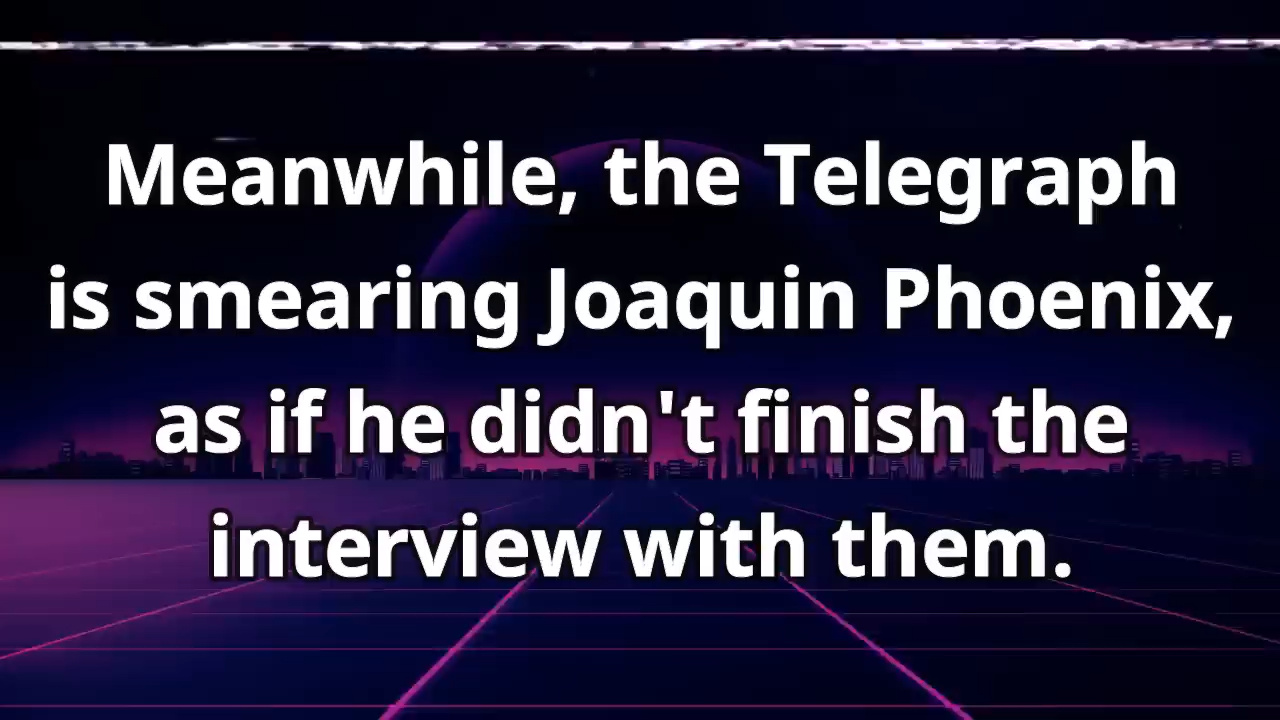 Meanwhile, the Telegraph
is smearing Joaquin Phoenix,
as if he didn't finish the
interview with them.